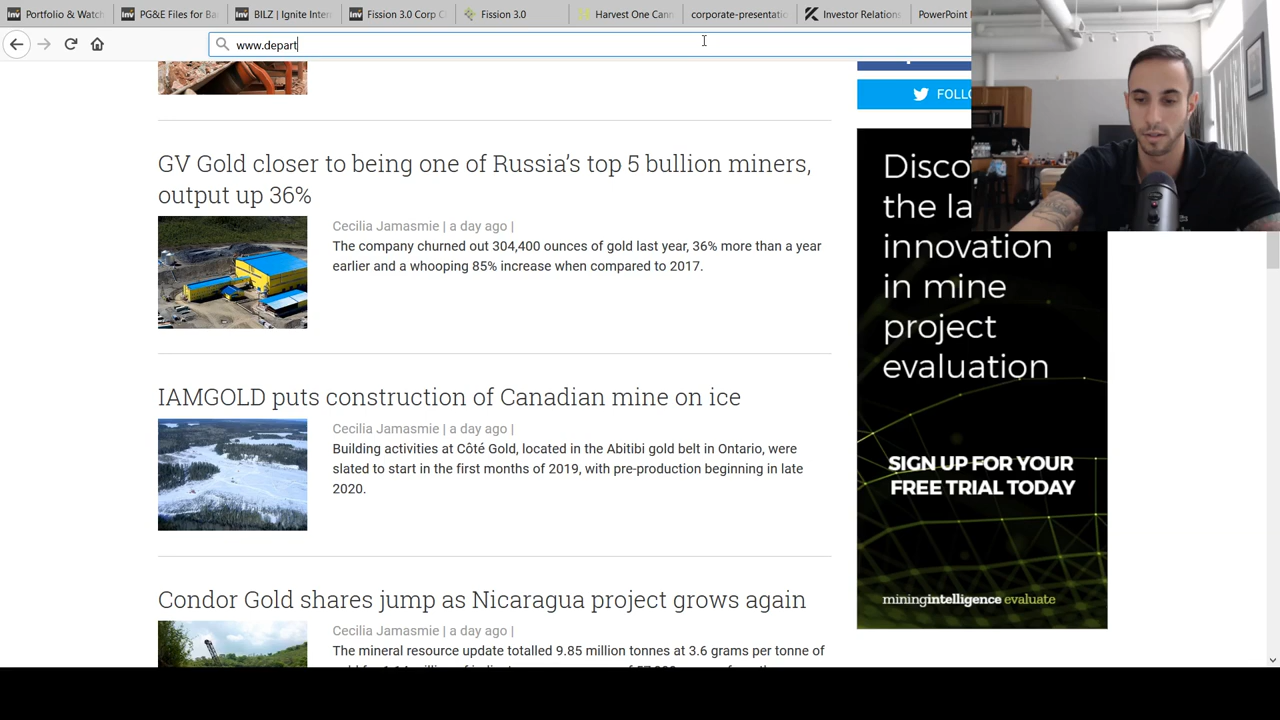 Portfolio & Watch
PG&E Files for Ba
BILZ | Ignite Inter
Fission 3.0 Corp C
Fission 3.0
Harvest One Cann
corporate-presentatio
Investor Relations
PowerPoint
www.depart
FOLLO
GV Gold closer to being one of Russia's top 5 bullion miners,
output up 36%
Cecilia Jamasmie | a day ago |
The company churned out 304,400 ounces of gold last year, 36% more than a year
earlier and a whooping 85% increase when compared to 2017.
IAMGOLD puts construction of Canadian mine on ice
Cecilia Jamasmie | a day ago |
Building activities at Côté Gold, located in the Abitibi gold belt in Ontario, were
slated to start in the first months of 2019, with pre-production beginning in late
2020.
Condor Gold shares jump as Nicaragua project grows again
Cecilia Jamasmie | a day ago |
The mineral resource update totalled 9.85 million tonnes at 3.6 grams per tonne of
Disco
the la
innovation
in mine
project
evaluation
SIGN UP FOR YOUR
FREE TRIAL TODAY
miningintelligence evaluate